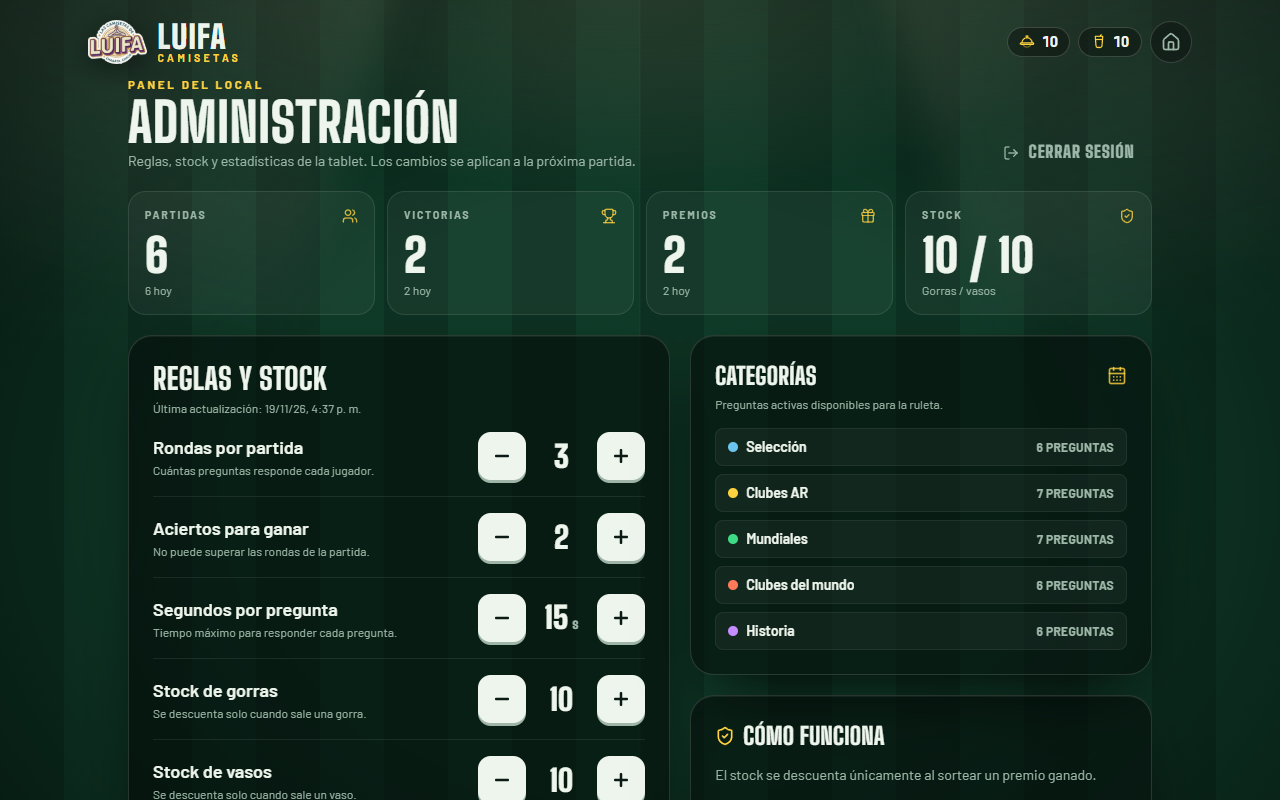 LUIFA
LUIFA
CAMISETAS
10
10
PANEL DEL LOCAL
ADMINISTRACIÓN
Reglas, stock y estadísticas de la tablet. Los cambios se aplican a la próxima partida.
CERRAR SESIÓN
PARTIDAS
6
6 hoy
VICTORIAS
2
2 hoy
PREMIOS
2
2 hoy
STOCK
10 / 10
Gorras / vasos
REGLAS Y STOCK
Última actualización: 19/11/26, 4:37 p. m.
Rondas por partida
Cuántas preguntas responde cada jugador.
3
Aciertos para ganar
No puede superar las rondas de la partida.
2
Segundos por pregunta
Tiempo máximo para responder cada pregunta.
15 s
Stock de gorras
Se descuenta solo cuando sale una gorra.
10
Stock de vasos
Se descuenta solo cuando sale un vaso.
10
CATEGORÍAS
Preguntas activas disponibles para la ruleta.
Selección 6 PREGUNTAS
Clubes AR 7 PREGUNTAS
Mundiales 7 PREGUNTAS
Clubes del mundo 6 PREGUNTAS
Historia 6 PREGUNTAS
CÓMO FUNCIONA
El stock se descuenta únicamente al sortear un premio ganado.